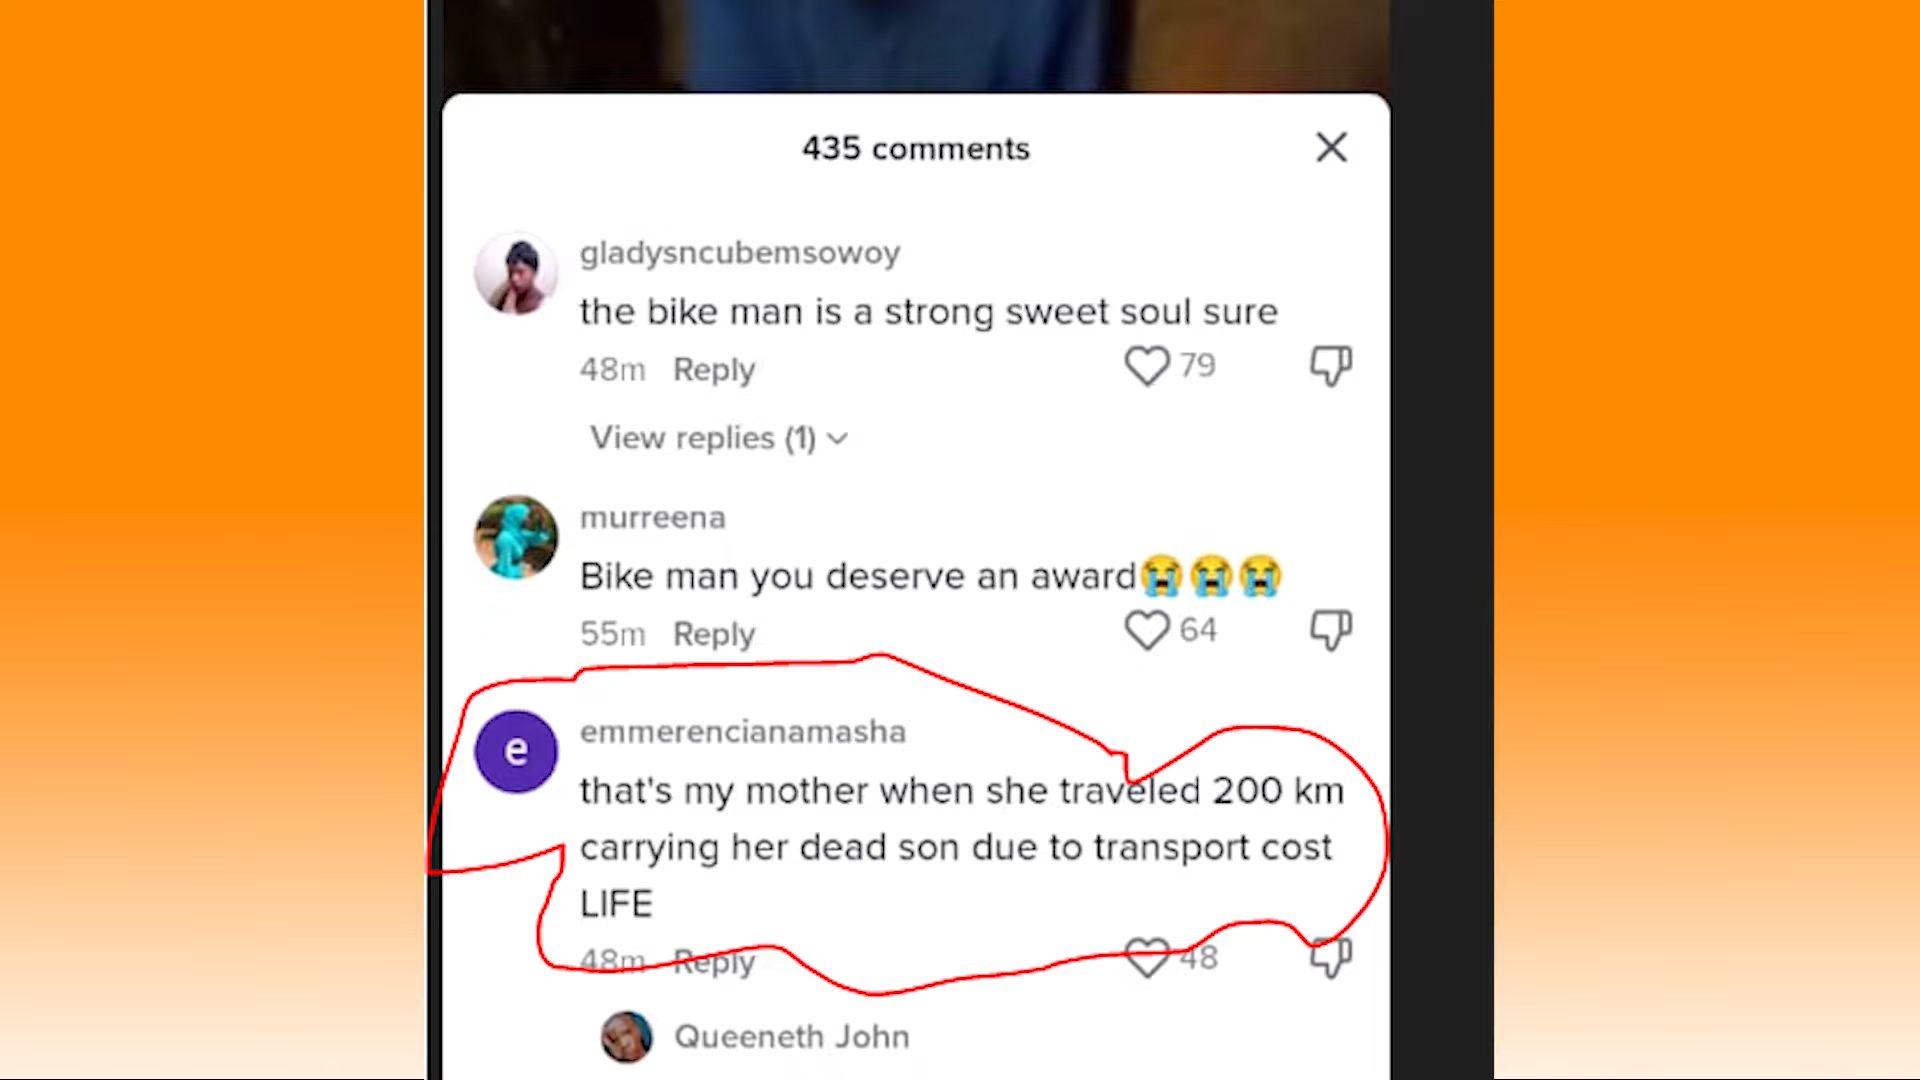 435 comments
gladysncubemsowoy
the bike man is a strong sweet soul sure
48m Reply 79
View replies (1)
murreena
Bike man you deserve an award😭😭😭
55m Reply 64
e
emmerencianamasha
that's my mother when she traveled 200 km
carrying her dead son due to transport cost
LIFE
48m Reply 48
Queeneth John